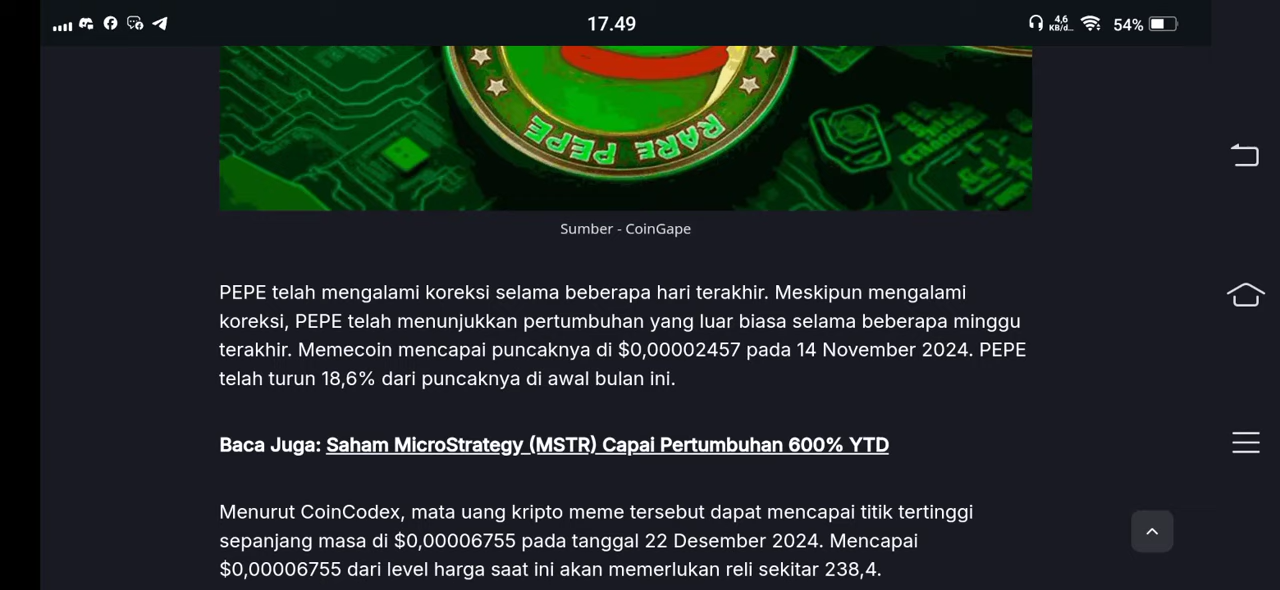 17.49
4,6
KB/d...
54%
RARE PEPE
Sumber - CoinGape
PEPE telah mengalami koreksi selama beberapa hari terakhir. Meskipun mengalami
koreksi, PEPE telah menunjukkan pertumbuhan yang luar biasa selama beberapa minggu
terakhir. Memecoin mencapai puncaknya di $0,00002457 pada 14 November 2024. PEPE
telah turun 18,6% dari puncaknya di awal bulan ini.
Baca Juga: Saham MicroStrategy (MSTR) Capai Pertumbuhan 600% YTD
Menurut CoinCodex, mata uang kripto meme tersebut dapat mencapai titik tertinggi
sepanjang masa di $0,00006755 pada tanggal 22 Desember 2024. Mencapai
$0,00006755 dari level harga saat ini akan memerlukan reli sekitar 238,4.